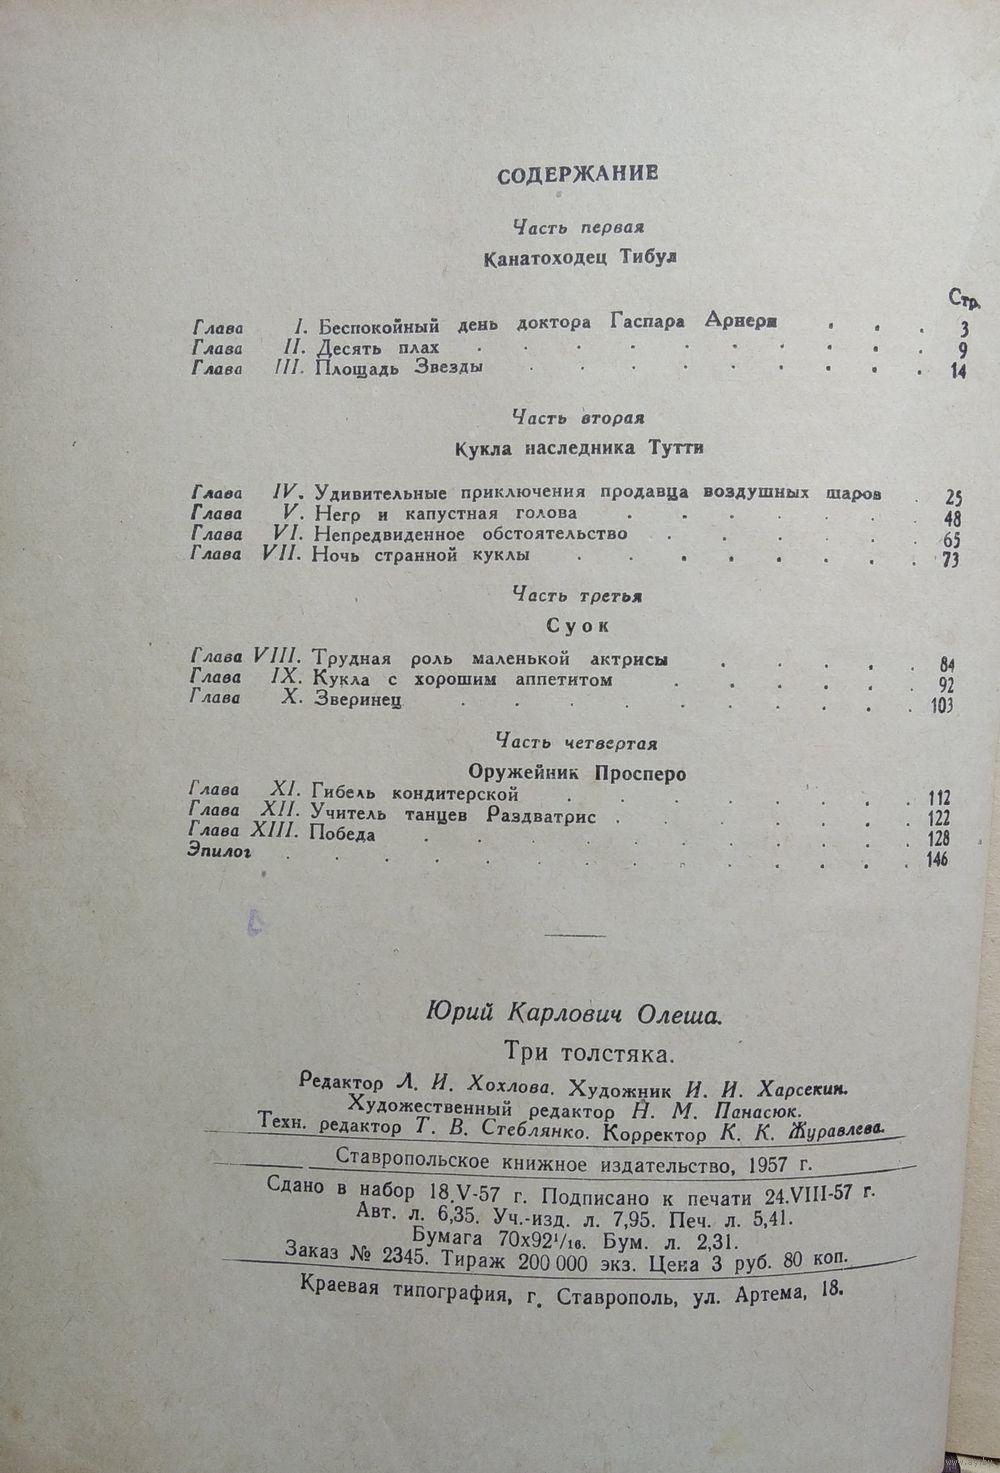 СОДЕРЖАНИЕ
Часть первая
Канатоходец Тибул
Стр.
Глава I. Беспокойный день доктора Гаспара Арнери . . . 3
Глава II. Десять плах . . . . . . . . . 9
Глава III. Площадь Звезды . . . . . . . . 14
Часть вторая
Кукла наследника Тутти
Глава IV. Удивительные приключения продавца воздушных шаров . 25
Глава V. Негр и капустная голова . . . . . . . 48
Глава VI. Непредвиденное обстоятельство . . . . . . 65
Глава VII. Ночь странной куклы . . . . . . . . 73
Часть третья
Суок
Глава VIII. Трудная роль маленькой актрисы . . . . . 84
Глава IX. Кукла с хорошим аппетитом . . . . . . 92
Глава X. Зверинец . . . . . . . . . 103
Часть четвертая
Оружейник Просперо
Глава XI. Гибель кондитерской . . . . . . . . 112
Глава XII. Учитель танцев Раздватрис . . . . . . . 122
Глава XIII. Победа . . . . . . . . . . 128
Эпилог . . . . . . . . . . . . . 146
Юрий Карлович Олеша.
Три толстяка.
Редактор Л. И. Хохлова. Художник И. И. Харсекин.
Художественный редактор Н. М. Панасюк.
Техн. редактор Т. В. Стеблянко. Корректор К. К. Журавлева.
Ставропольское книжное издательство, 1957 г.
Сдано в набор 18.V-57 г. Подписано к печати 24.VIII-57 г.
Авт. л. 6,35. Уч.-изд. л. 7,95. Печ. л. 5,41.
Бумага 70х92¹/₁₆. Бум. л. 2,31.
Заказ № 2345. Тираж 200 000 экз. Цена 3 руб. 80 коп.
Краевая типография, г. Ставрополь, ул. Артема, 18.